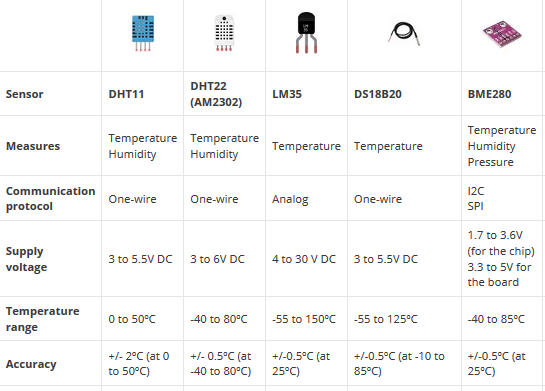 Sensor DHT11 DHT22 (AM2302) LM35 DS18B20 BME280
Measures Temperature Humidity Temperature Humidity Temperature Temperature Temperature Humidity Pressure
Communication protocol One-wire One-wire Analog One-wire I2C SPI
Supply voltage 3 to 5.5V DC 3 to 6V DC 4 to 30 V DC 3 to 5.5V DC 1.7 to 3.6V (for the chip) 3.3 to 5V for the board
Temperature range 0 to 50ºC -40 to 80ºC -55 to 150ºC -55 to 125ºC -40 to 85ºC
Accuracy +/- 2ºC (at 0 to 50ºC) +/- 0.5ºC (at -40 to 80ºC) +/-0.5ºC (at 25ºC) +/-0.5ºC (at -10 to 85ºC) +/-0.5ºC (at 25ºC)